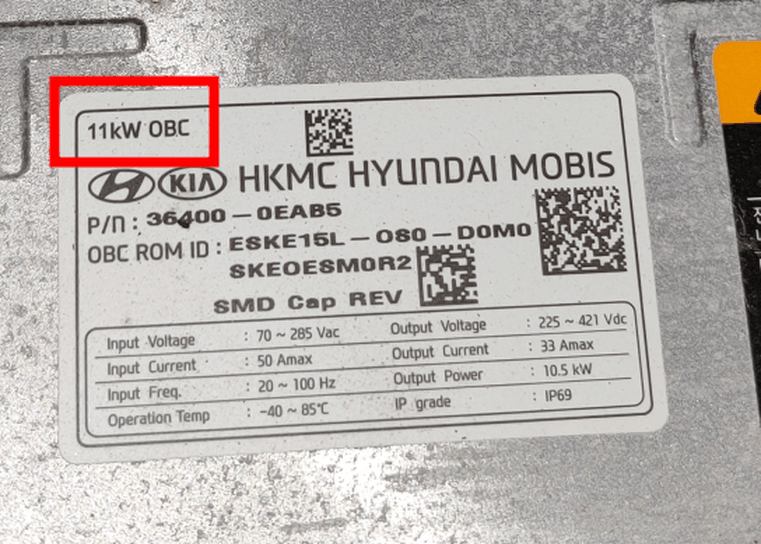 11kW OBC
KIA HKMC HYUNDAI MOBIS
P/N : 36400-0EAB5
OBC ROM ID : ESKE15L-OS0-D0M0
SKE0ESM0R2
SMD Cap REV
Input Voltage : 70 ~ 285 Vac Output Voltage : 225 ~ 421 Vdc
Input Current : 50 Amax Output Current : 33 Amax
Input Freq. : 20 ~ 100 Hz Output Power : 10.5 kW
Operation Temp : -40 ~ 85℃ IP grade : IP69